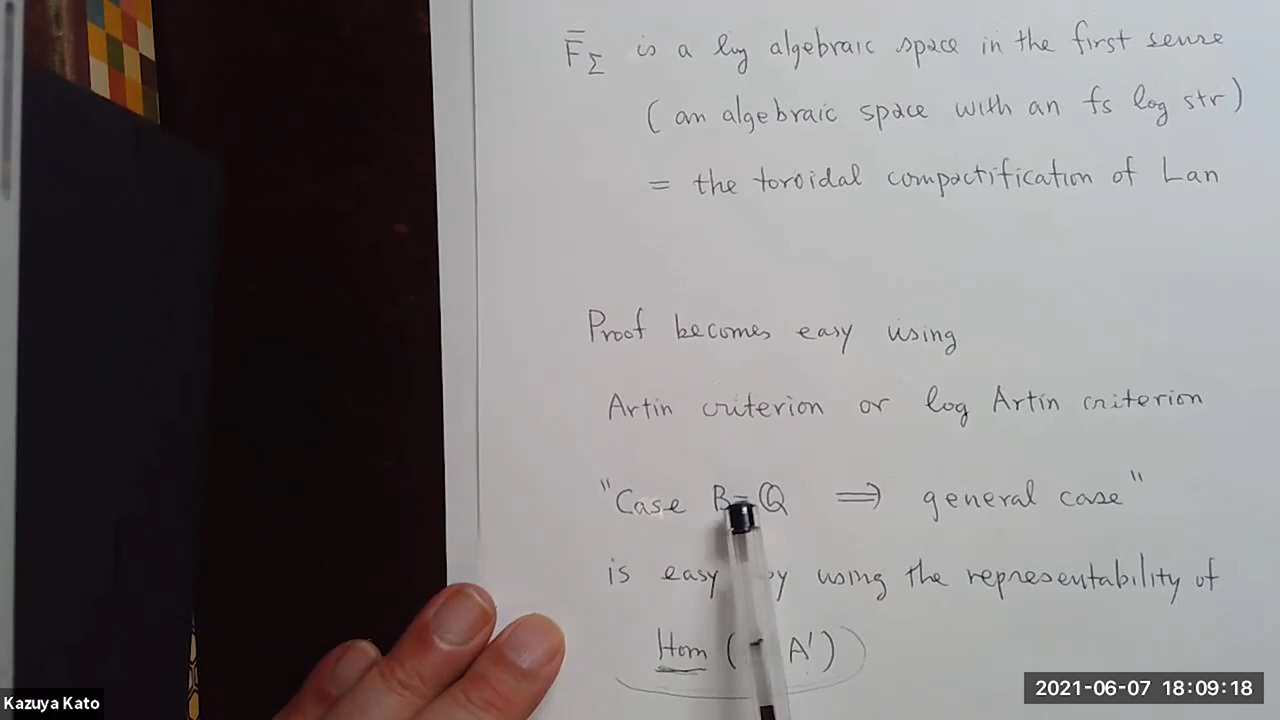 F̄_Σ is a log algebraic space in the first sense
(an algebraic space with an fs log str)
= the toroidal compactification of Lan
Proof becomes easy using
Artin criterion or log Artin criterion
"Case B=Q ⟹ general case"
is easy by using the representability of
Hom ( A')
Kazuya Kato
2021-06-07 18:09:18